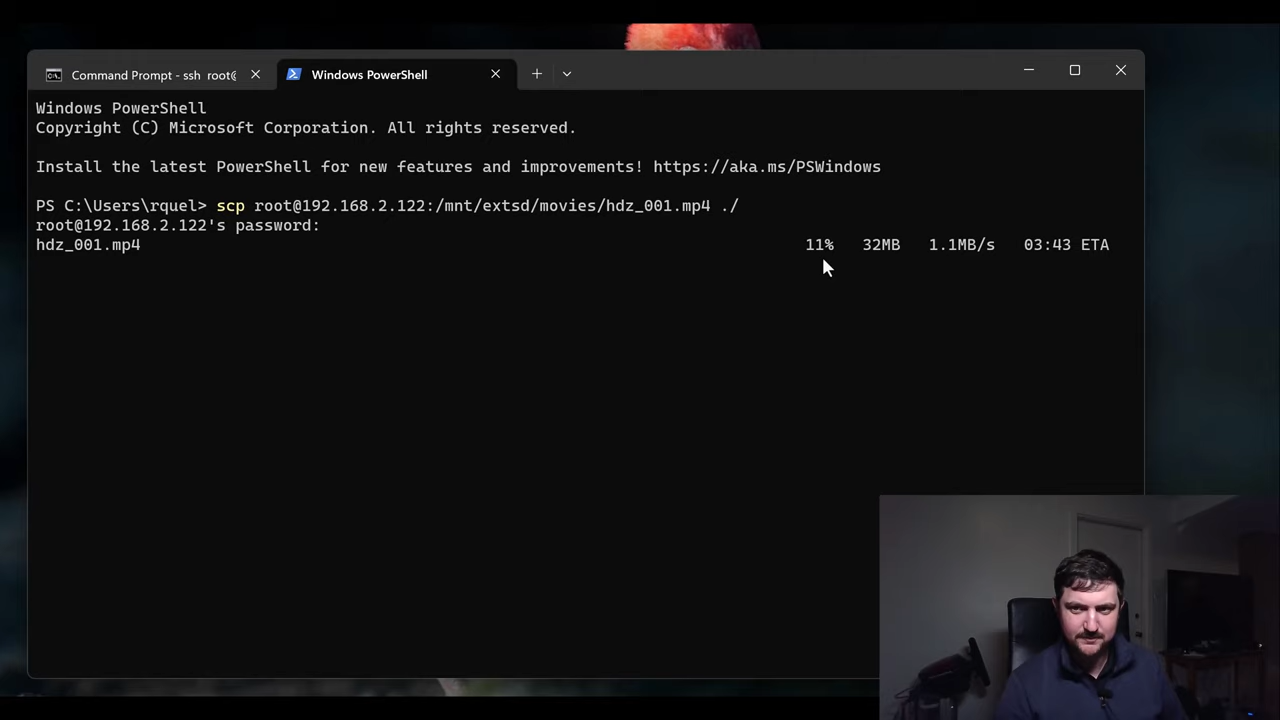 Command Prompt - ssh root@
Windows PowerShell
Windows PowerShell
Copyright (C) Microsoft Corporation. All rights reserved.
Install the latest PowerShell for new features and improvements! https://aka.ms/PSWindows
PS C:\Users\rquel> scp root@192.168.2.122:/mnt/extsd/movies/hdz_001.mp4 ./
root@192.168.2.122's password:
hdz_001.mp4 11% 32MB 1.1MB/s 03:43 ETA